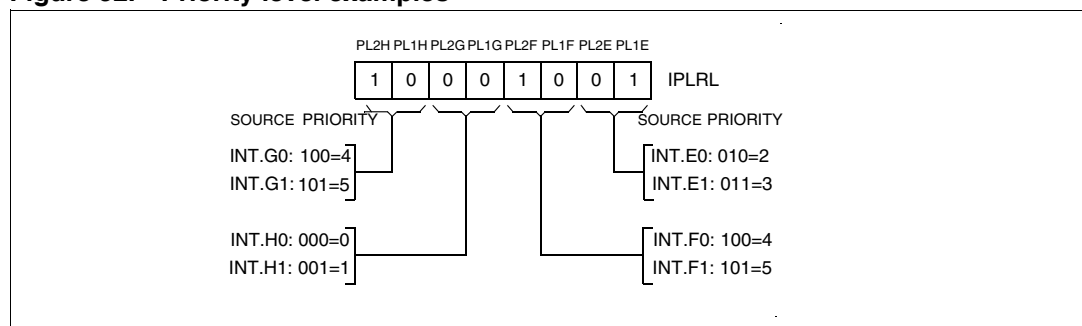 Figure 52. Priority level examples
PL2H PL1H PL2G PL1G PL2F PL1F PL2E PL1E
1 0 0 0 1 0 0 1 IPLRL
SOURCE PRIORITY
INT.G0: 100=4
INT.G1: 101=5
INT.H0: 000=0
INT.H1: 001=1
SOURCE PRIORITY
INT.E0: 010=2
INT.E1: 011=3
INT.F0: 100=4
INT.F1: 101=5